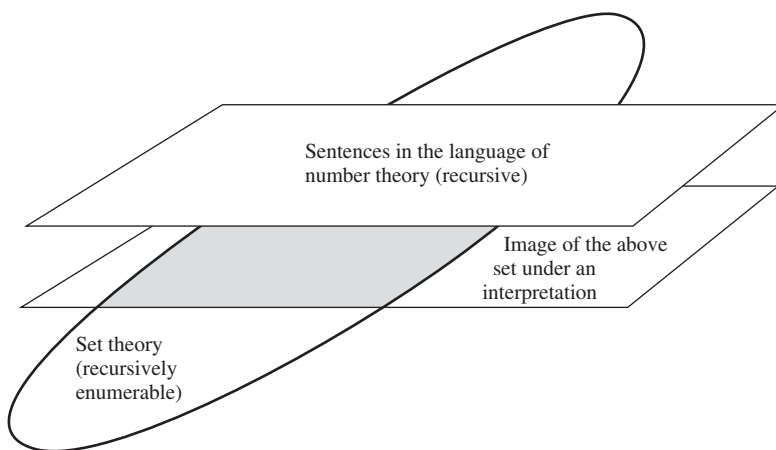 Sentences in the language of
number theory (recursive)
Image of the above
set under an
interpretation
Set theory
(recursively
enumerable)